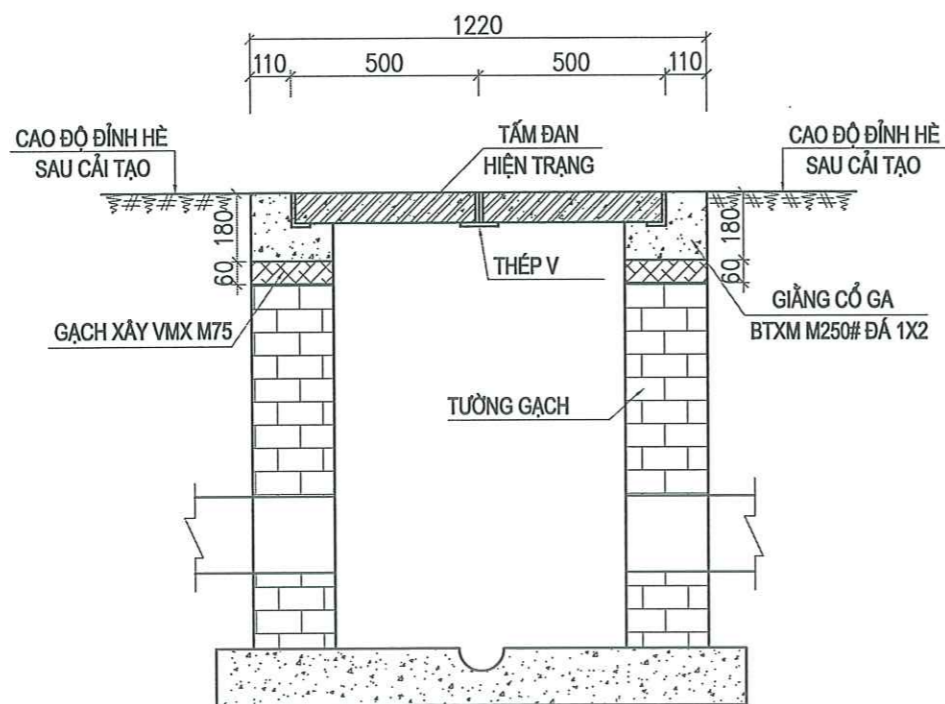 1220
110
500
500
110
CAO ĐỘ ĐỈNH HÈ
SAU CẢI TẠO
TẤM ĐAN
HIỆN TRẠNG
CAO ĐỘ ĐỈNH HÈ
SAU CẢI TẠO
180
60
THÉP V
180
60
GẠCH XÂY VMX M75
GIẰNG CỔ GA
BTXM M250# ĐÁ 1X2
TƯỜNG GẠCH